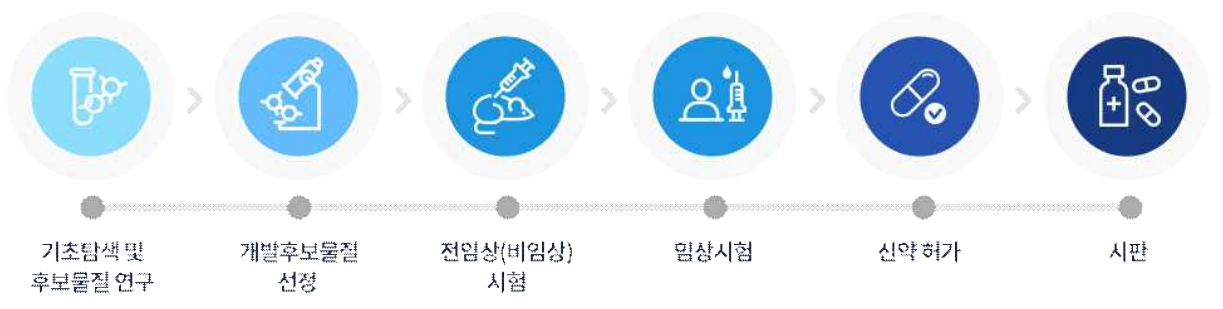 기초탐색 및
후보물질 연구
개발후보물질
선정
전임상(비임상)
시험
임상시험
신약 허가
시판